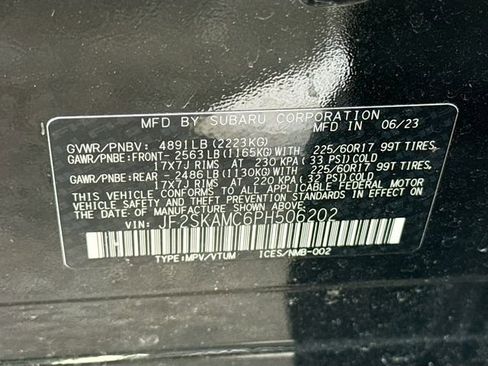 MFD BY SUBARU CORPORATION
MFD IN 06/23
GVWR/PNBV: 4891LB (2223KG)
GAWR/PNBE:FRONT- 2563LB (1165KG) WITH 225/60R17 99T TIRES,
17X7J RIMS AT 230 KPA (33 PSI) COLD
GAWR/PNBE:REAR - 2486LB (1130KG) WITH 225/60R17 99T TIRES,
17X7J RIMS AT 220 KPA (32 PSI) COLD
THIS VEHICLE CONFORMS TO ALL APPLICABLE FEDERAL MOTOR
VEHICLE SAFETY AND THEFT PREVENTION STANDARDS IN EFFECT
ON THE DATE OF MANUFACTURE SHOWN ABOVE.
VIN: JF2SKAMC6PH506202
TYPE:MPV/VTUM ICES/NMB-002